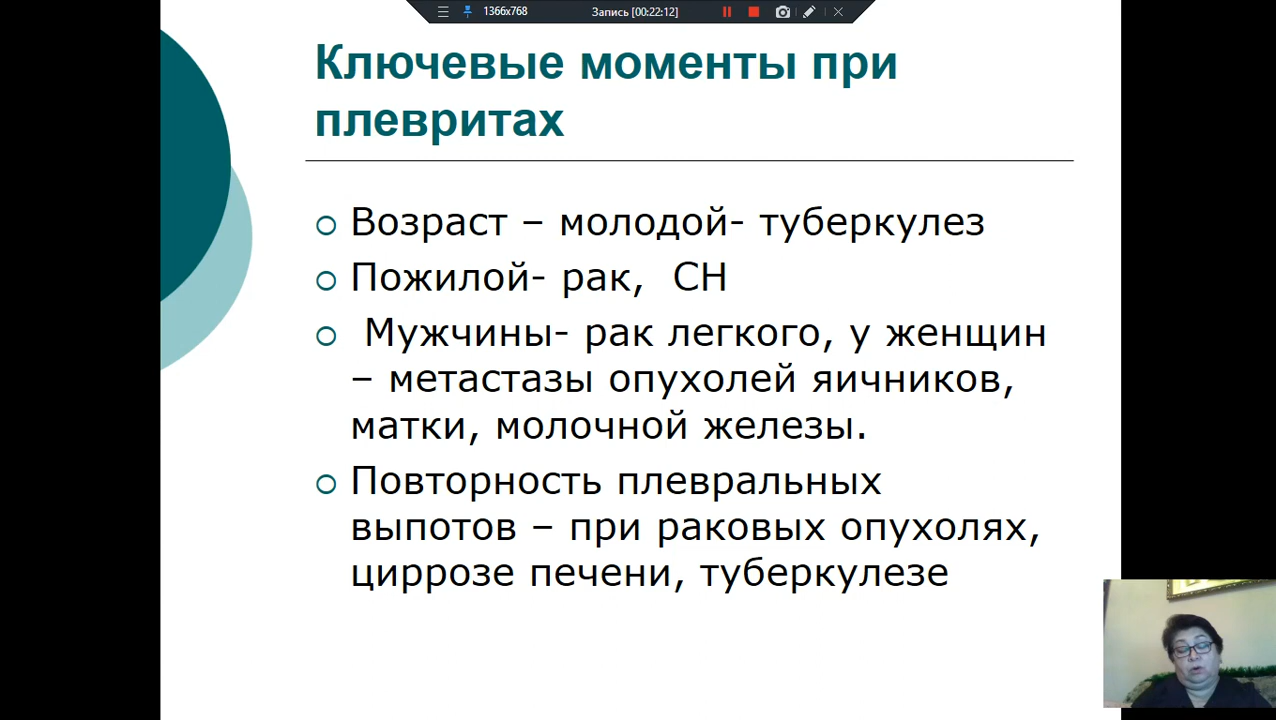 1366x768
Запись [00:22:12]
Ключевые моменты при
плевритах
Возраст – молодой- туберкулез
Пожилой- рак, СН
Мужчины- рак легкого, у женщин
– метастазы опухолей яичников,
матки, молочной железы.
Повторность плевральных
выпотов – при раковых опухолях,
циррозе печени, туберкулезе